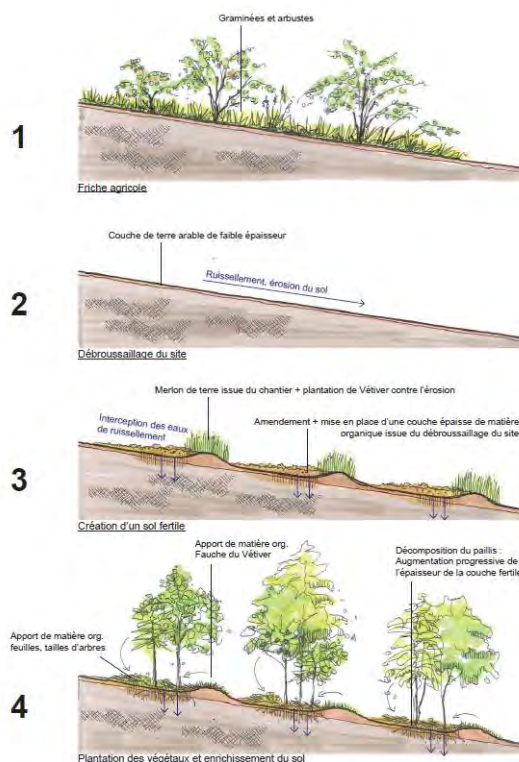 Graminées et arbustes
1
Friche agricole
Couche de terre arable de faible épaisseur
Ruissellement, érosion du sol
2
Débroussaillage du site
Merlon de terre issue du chantier + plantation de Vétiver contre l'érosion
Interception des eaux
de ruissellement
Amendement + mise en place d'une couche épaisse de matière
organique issue du débroussaillage du site
3
Création d'un sol fertile
Apport de matière org.
Fauche du Vétiver
Décomposition du paillis :
Augmentation progressive de
l'épaisseur de la couche fertile
Apport de matière org.
feuilles, tailles d'arbres
4
Plantation des végétaux et enrichissement du sol